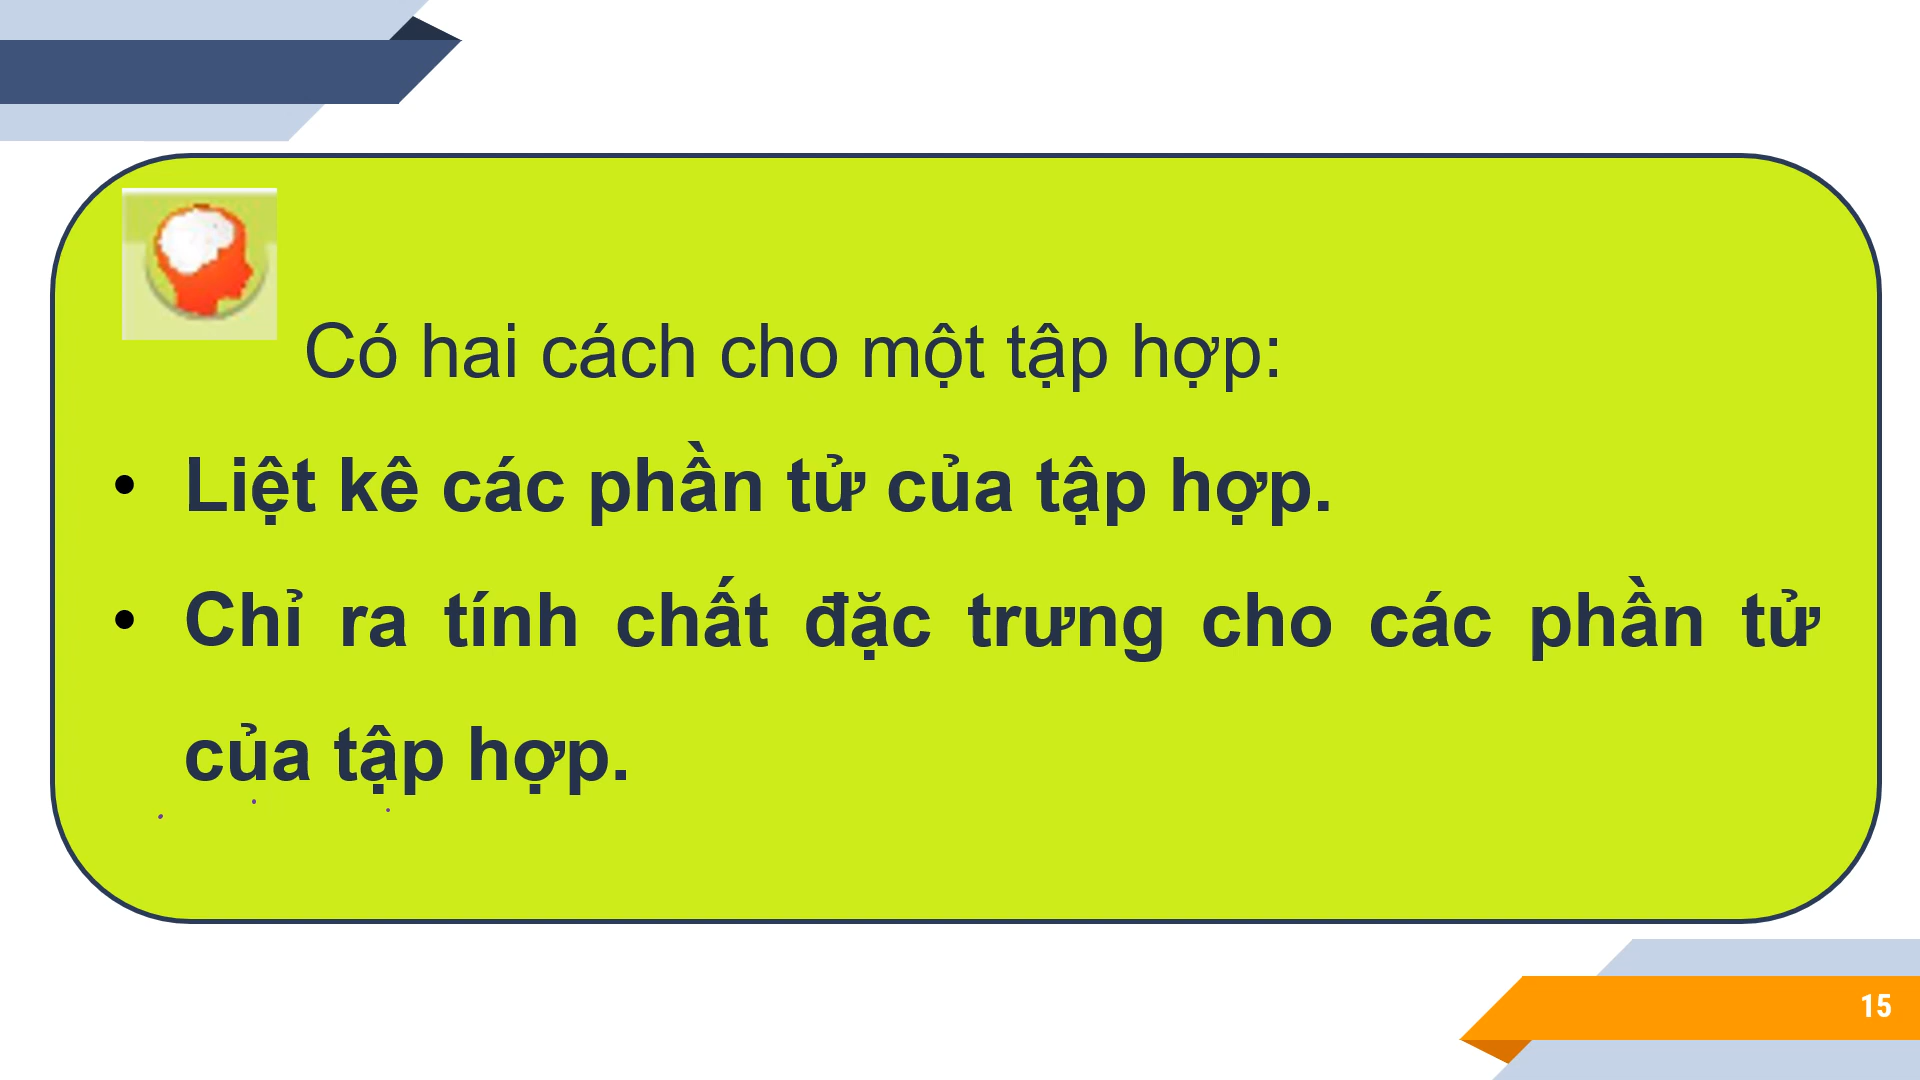 Có hai cách cho một tập hợp:
• Liệt kê các phần tử của tập hợp.
• Chỉ ra tính chất đặc trưng cho các phần tử
của tập hợp.
15